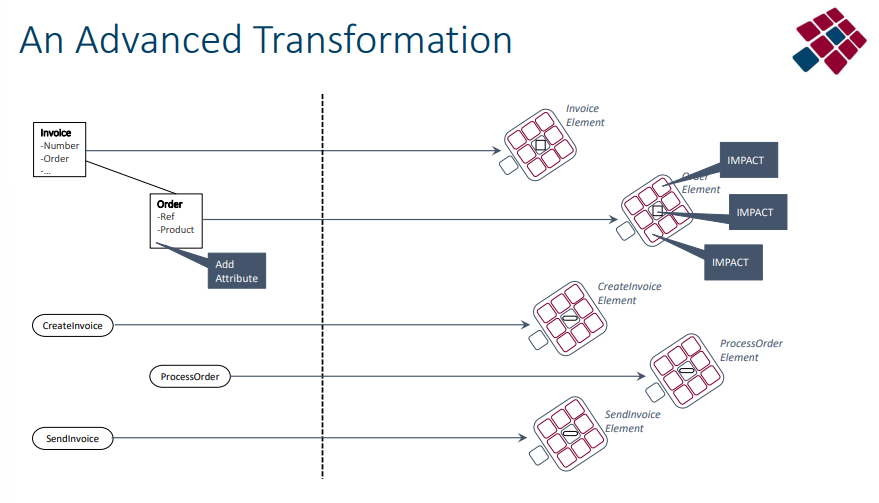 An Advanced Transformation
Invoice
-Number
-Order
-...
Invoice
Element
IMPACT
Order
Element
Order
-Ref
-Product
IMPACT
Add
Attribute
IMPACT
CreateInvoice
CreateInvoice
Element
ProcessOrder
ProcessOrder
Element
SendInvoice
SendInvoice
Element